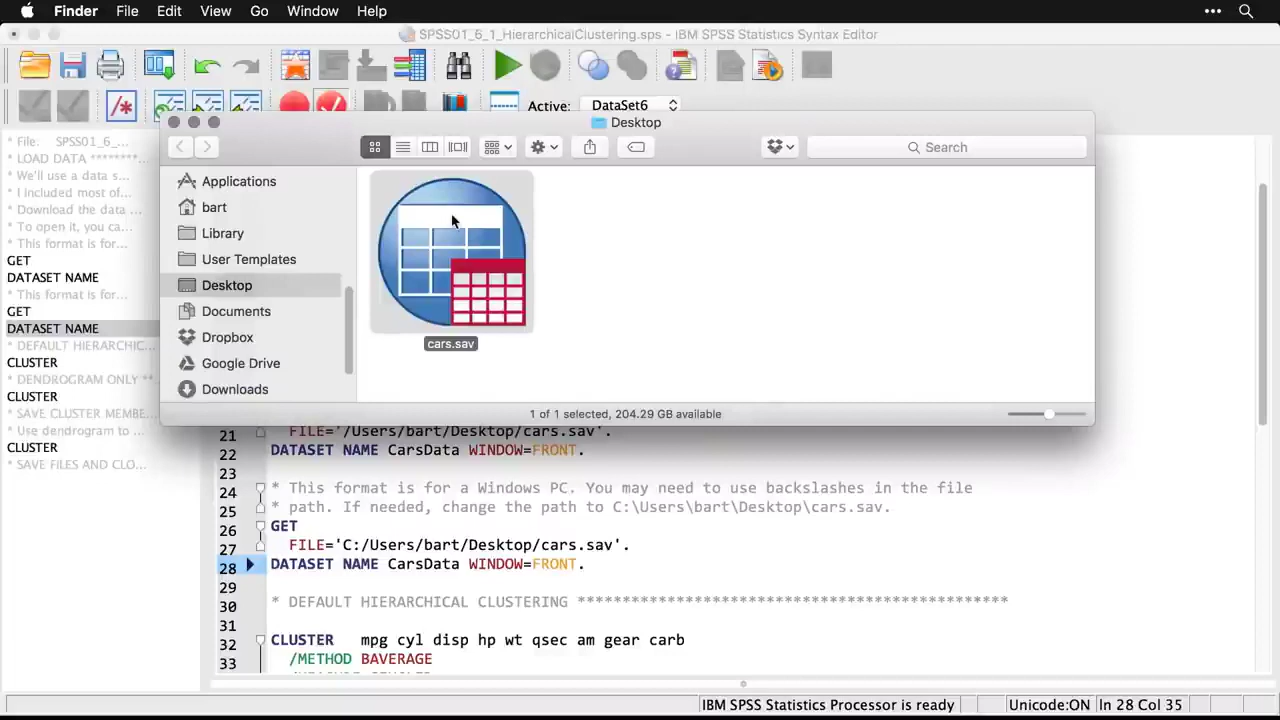 Finder File Edit View Go Window Help
SPSS01_6_1_HierarchicalClustering.sps - IBM SPSS Statistics Syntax Editor
Active: DataSet6
Desktop
Search
* File: SPSS01_6_...
* LOAD DATA ********...
* We'll use a data s...
* I included most of...
* Download the data ...
* To open it, you ca...
* This format is for...
GET
DATASET NAME
* This format is for...
GET
DATASET NAME
* DEFAULT HIERARCHIC...
CLUSTER
* DENDROGRAM ONLY **...
CLUSTER
* SAVE CLUSTER MEMBE...
* Use dendrogram to ...
CLUSTER
* SAVE FILES AND CLO...
Applications
bart
Library
User Templates
Desktop
Documents
Dropbox
Google Drive
Downloads
cars.sav
1 of 1 selected, 204.29 GB available
21 FILE='/Users/bart/Desktop/cars.sav'.
22 DATASET NAME CarsData WINDOW=FRONT.
23
24 * This format is for a Windows PC. You may need to use backslashes in the file
25 * path. If needed, change the path to C:\Users\bart\Desktop\cars.sav.
26 GET
27 FILE='C:/Users/bart/Desktop/cars.sav'.
28 DATASET NAME CarsData WINDOW=FRONT.
29
30 * DEFAULT HIERARCHICAL CLUSTERING ***********************************************
31
32 CLUSTER mpg cyl disp hp wt qsec am gear carb
33 /METHOD BAVERAGE
IBM SPSS Statistics Processor is ready Unicode:ON In 28 Col 35